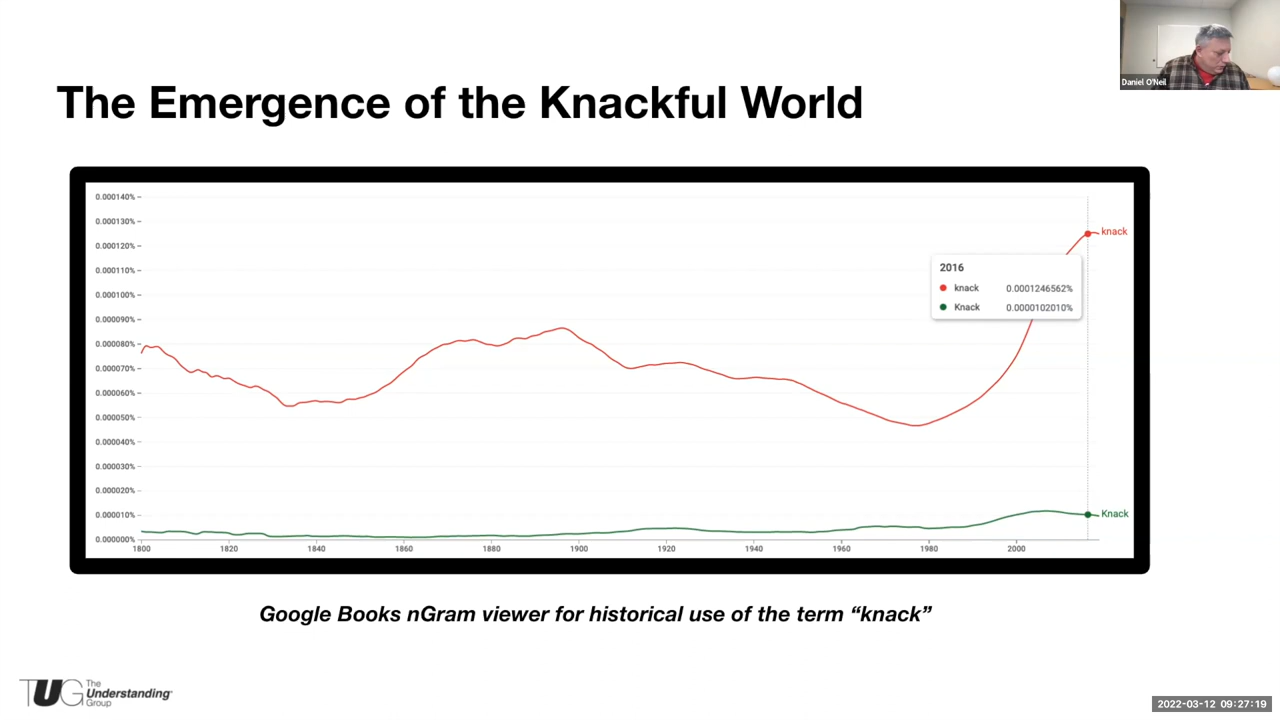 Daniel O'Neil
The Emergence of the Knackful World
0.000140%
0.000130%
0.000120%
0.000110%
0.000100%
0.000090%
0.000080%
0.000070%
0.000060%
0.000050%
0.000040%
0.000030%
0.000020%
0.000010%
0.000000%
knack
2016
knack 0.0001246562%
Knack 0.0000102010%
Knack
1800 1820 1840 1860 1880 1900 1920 1940 1960 1980 2000
Google Books nGram viewer for historical use of the term “knack”
TUG
The
Understanding
Group
2022-03-12 09:27:19